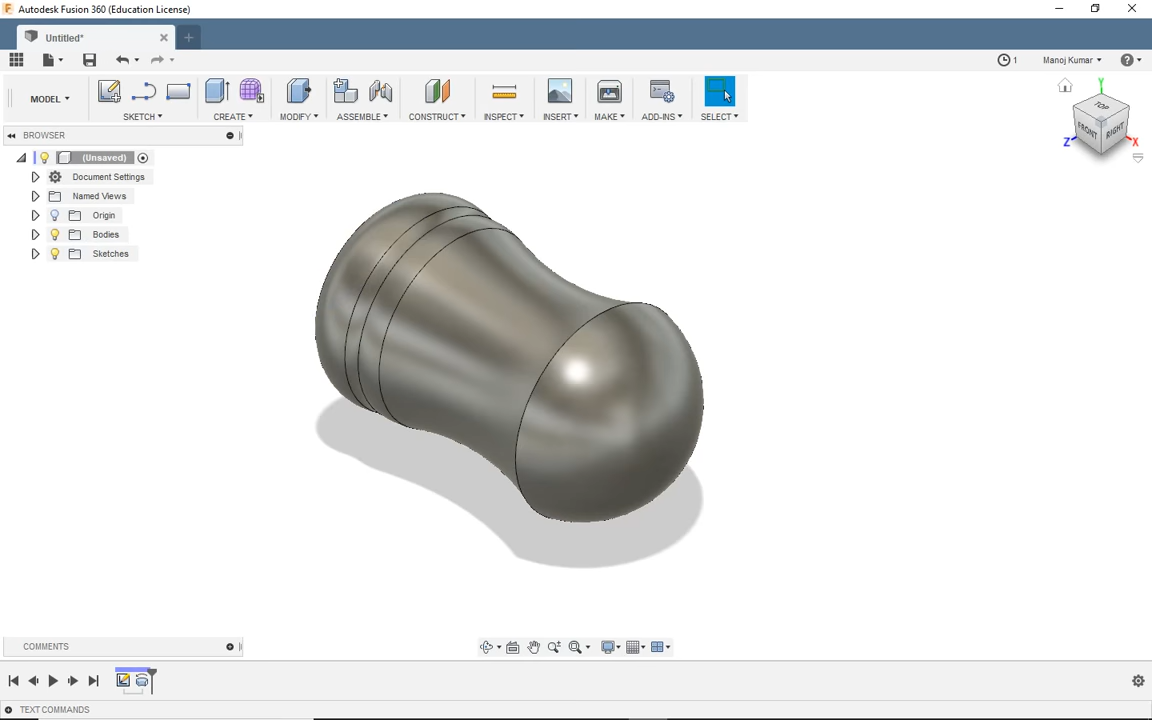 Autodesk Fusion 360 (Education License)
Untitled*
1
Manoj Kumar
MODEL
SKETCH
CREATE
MODIFY
ASSEMBLE
CONSTRUCT
INSPECT
INSERT
MAKE
ADD-INS
SELECT
Y
TOP
FRONT
RIGHT
Z
X
BROWSER
(Unsaved)
Document Settings
Named Views
Origin
Bodies
Sketches
COMMENTS
TEXT COMMANDS